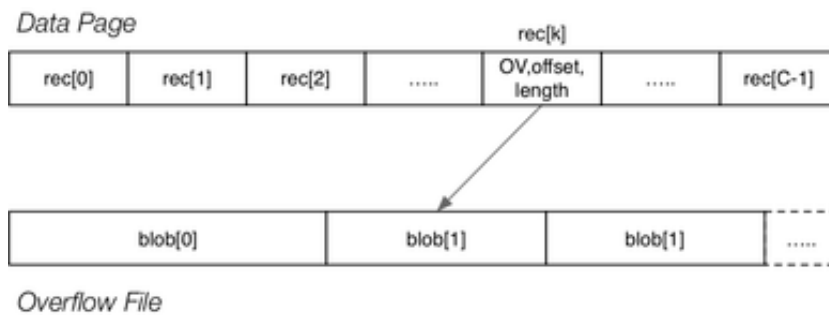 Data Page
rec[k]
rec[0] rec[1] rec[2] ..... OV,offset, ..... rec[C-1]
length
blob[0] blob[1] blob[1] .....
Overflow File